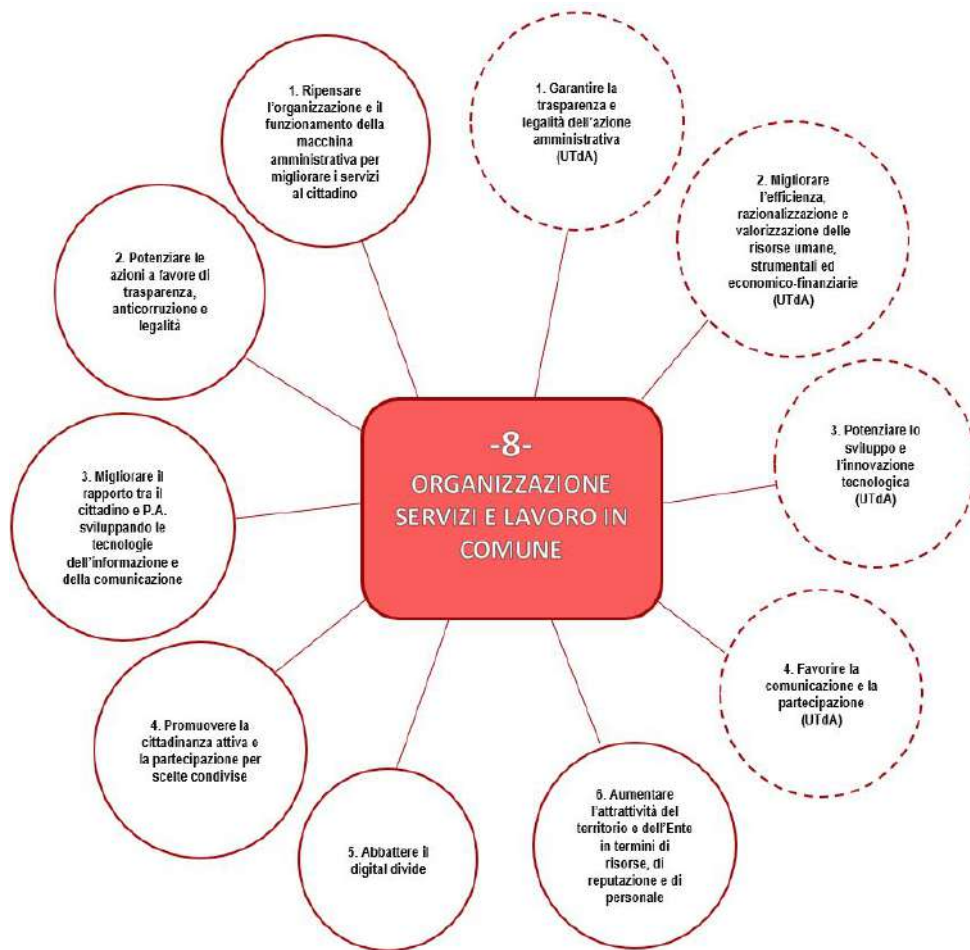 1. Ripensare
l'organizzazione e il
funzionamento della
macchina
amministrativa per
migliorare i servizi
al cittadino
1. Garantire la
trasparenza e
legalità dell'azione
amministrativa
(UTdA)
2. Potenziare le
azioni a favore di
trasparenza,
anticorruzione e
legalità
2. Migliorare
l'efficienza,
razionalizzazione e
valorizzazione delle
risorse umane,
strumentali ed
economico-finanziarie
(UTdA)
-8-
ORGANIZZAZIONE
SERVIZI E LAVORO IN
COMUNE
3. Migliorare il
rapporto tra il
cittadino e P.A.
sviluppando le
tecnologie
dell'informazione e
della comunicazione
3. Potenziare lo
sviluppo e
l'innovazione
tecnologica
(UTdA)
4. Promuovere la
cittadinanza attiva e
la partecipazione per
scelte condivise
4. Favorire la
comunicazione e la
partecipazione
(UTdA)
5. Abbattere il
digital divide
6. Aumentare
l'attrattività del
territorio e dell'Ente
in termini di
risorse, di
reputazione e di
personale